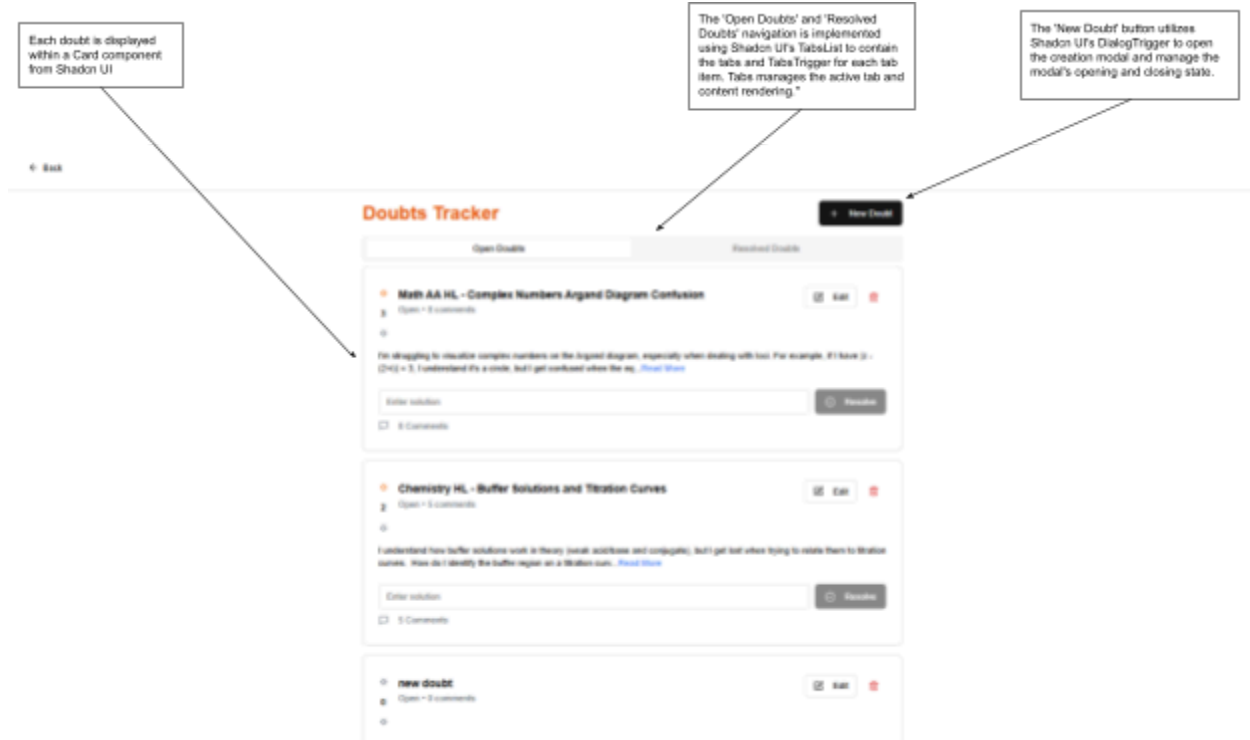 Each doubt is displayed
within a Card component
from Shadcn UI
The 'Open Doubts' and 'Resolved
Doubts' navigation is implemented
using Shadcn UI's TabsList to contain
the tabs and TabsTrigger for each tab
item. Tabs manages the active tab and
content rendering."
The 'New Doubt' button utilizes
Shadcn UI's DialogTrigger to open
the creation modal and manage the
modal's opening and closing state.
Back
Doubts Tracker
New Doubt
Open Doubts
Resolved Doubts
Math AA HL - Complex Numbers Argand Diagram Confusion
Edit
3
Open • comments
I'm struggling to visualize complex numbers on the Argand diagram, especially when dealing with loci. For example, if I have
= 3, I understand it's a circle, but I get confused when the eq... Read More
Enter solution
Resolve
Comments
Chemistry HL - Buffer Solutions and Titration Curves
Edit
2
Open • 5 comments
I understand how buffer solutions work in theory (weak acid/base and conjugate), but I get lost when trying to relate them to titration
curves. How do I identify the buffer region on a titration curv... Read More
Enter solution
Resolve
5 Comments
new doubt
Edit
0
Open • 0 comments